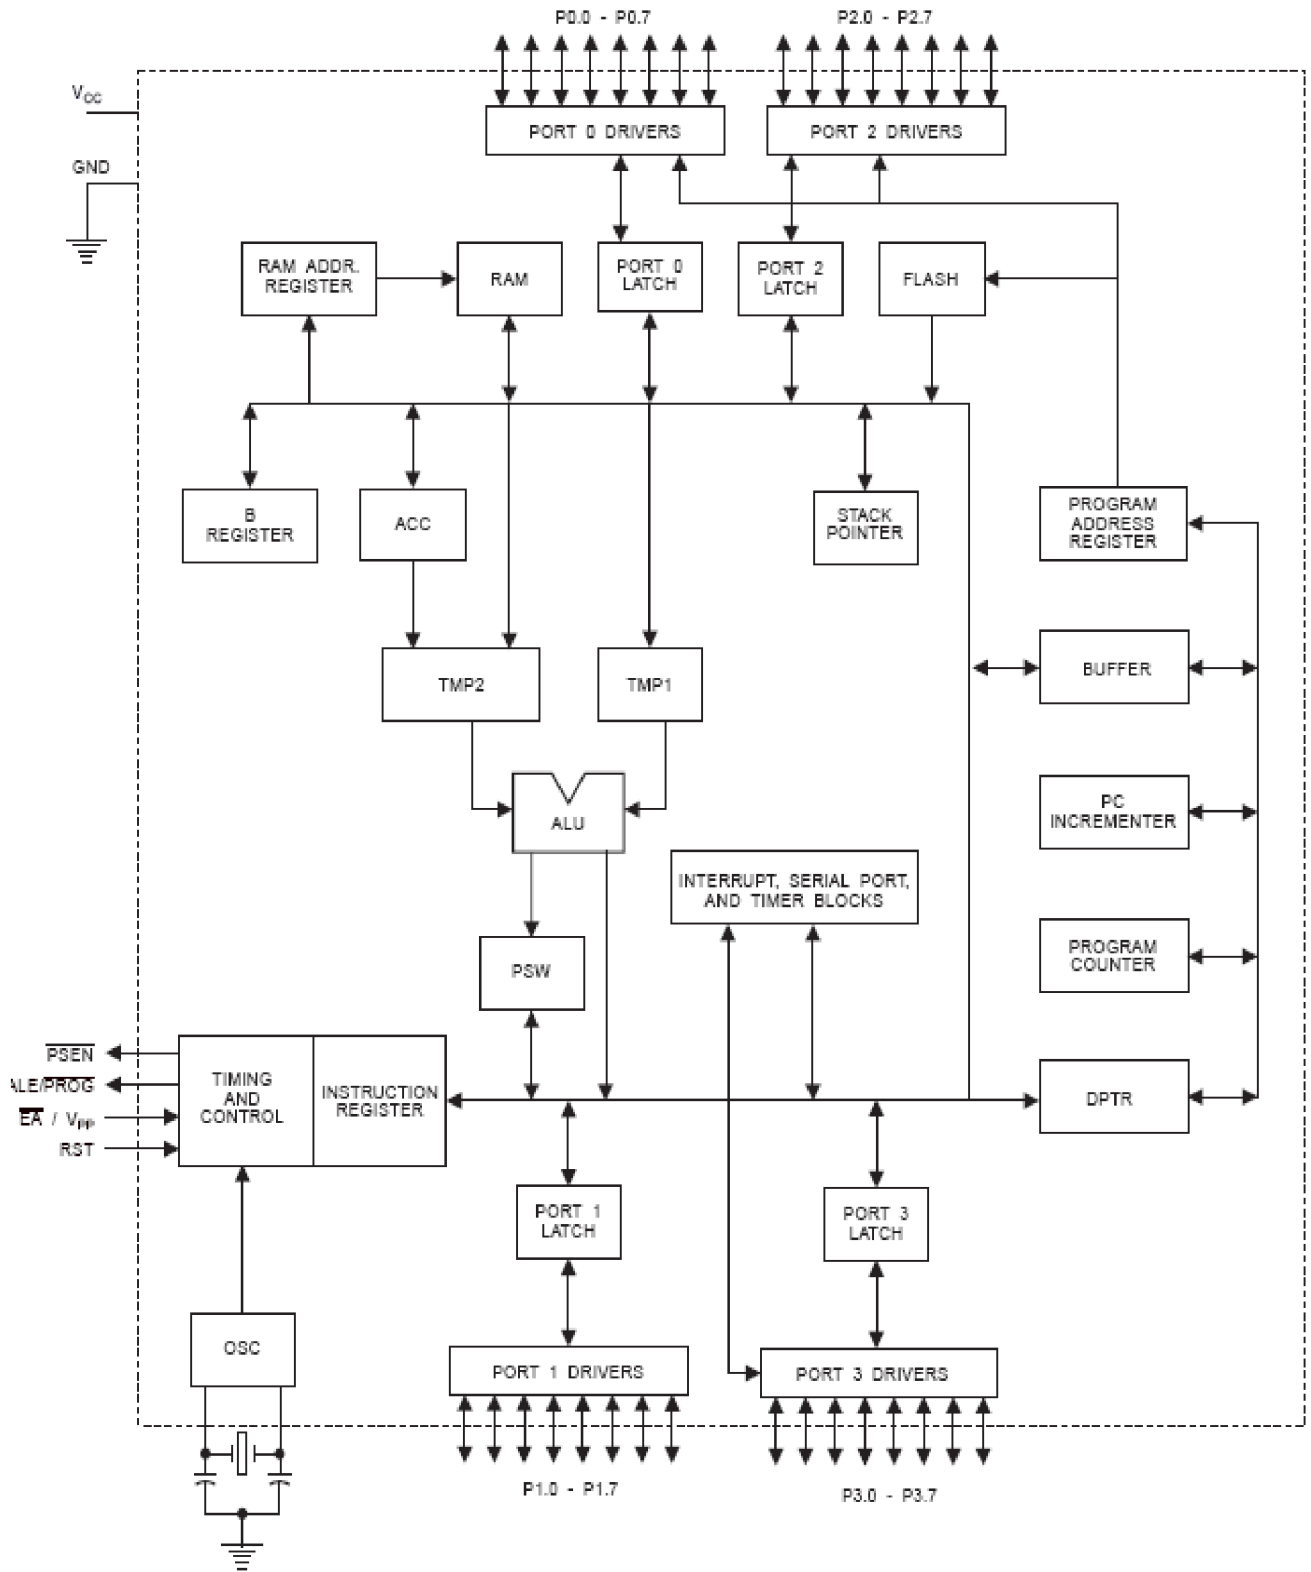 P0.0 - P0.7
P2.0 - P2.7
VCC
PORT 0 DRIVERS
PORT 2 DRIVERS
GND
RAM ADDR.
REGISTER
RAM
PORT 0
LATCH
PORT 2
LATCH
FLASH
B
REGISTER
ACC
STACK
POINTER
PROGRAM
ADDRESS
REGISTER
TMP2
TMP1
BUFFER
ALU
PC
INCREMENTER
INTERRUPT, SERIAL PORT,
AND TIMER BLOCKS
PSW
PROGRAM
COUNTER
PSEN
ALE/PROG
EA / VPP
RST
TIMING
AND
CONTROL
INSTRUCTION
REGISTER
DPTR
PORT 1
LATCH
PORT 3
LATCH
OSC
PORT 1 DRIVERS
PORT 3 DRIVERS
P1.0 - P1.7
P3.0 - P3.7